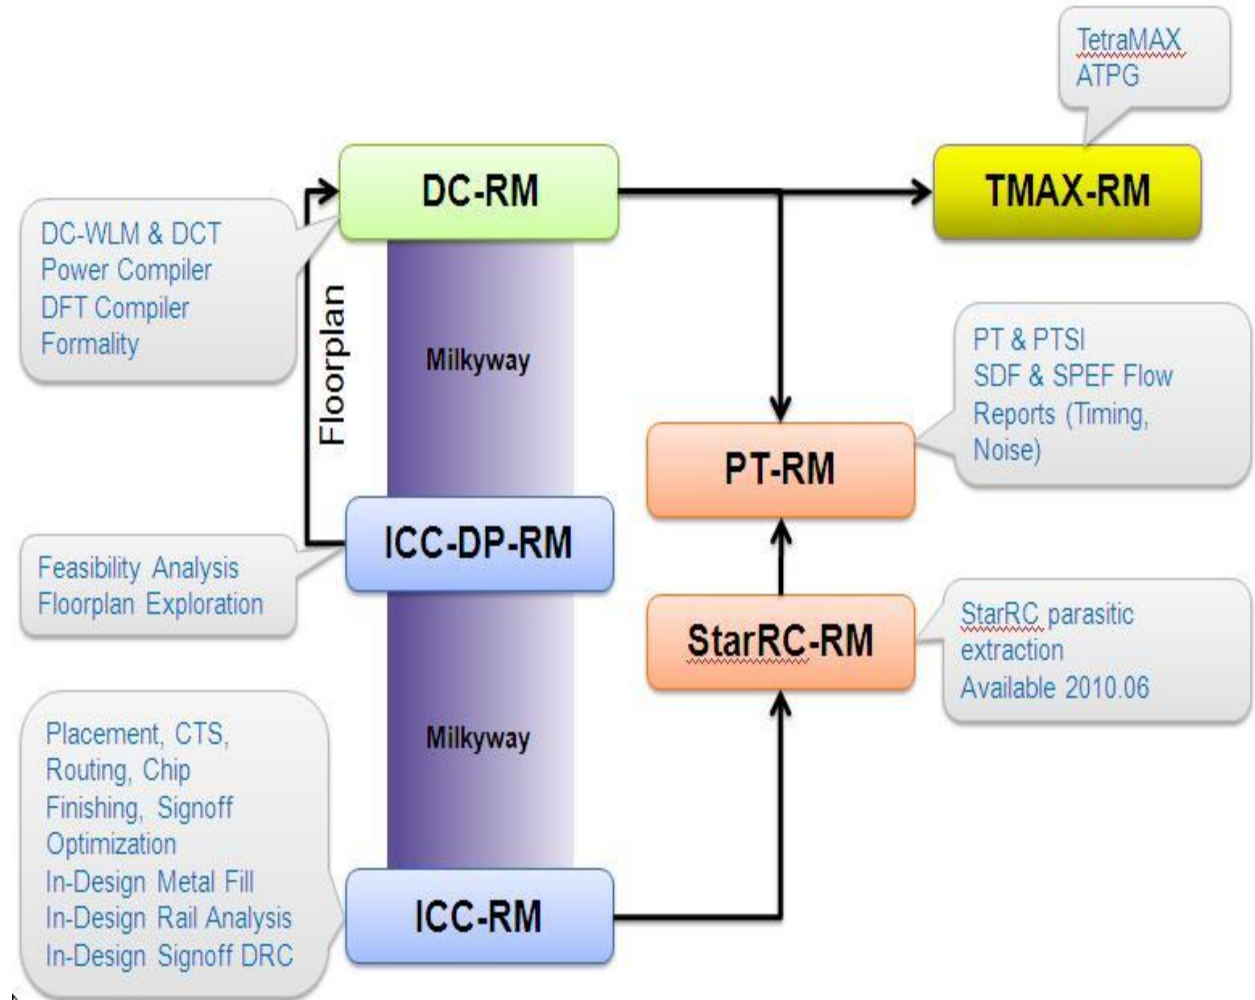 TetraMAX
ATPG
DC-RM
TMAX-RM
DC-WLM & DCT
Power Compiler
DFT Compiler
Formality
Floorplan
Milkyway
PT & PTSI
SDF & SPEF Flow
Reports (Timing,
Noise)
PT-RM
ICC-DP-RM
Feasibility Analysis
Floorplan Exploration
StarRC-RM
StarRC parasitic
extraction
Available 2010.06
Milkyway
Placement, CTS,
Routing, Chip
Finishing, Signoff
Optimization
In-Design Metal Fill
In-Design Rail Analysis
In-Design Signoff DRC
ICC-RM